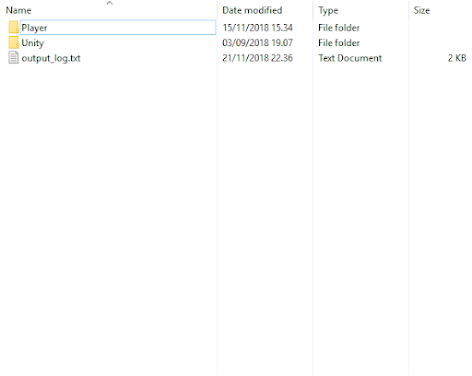 Name Date modified Type Size
Player 15/11/2018 15.34 File folder
Unity 03/09/2018 19.07 File folder
output_log.txt 21/11/2018 22.36 Text Document 2 KB